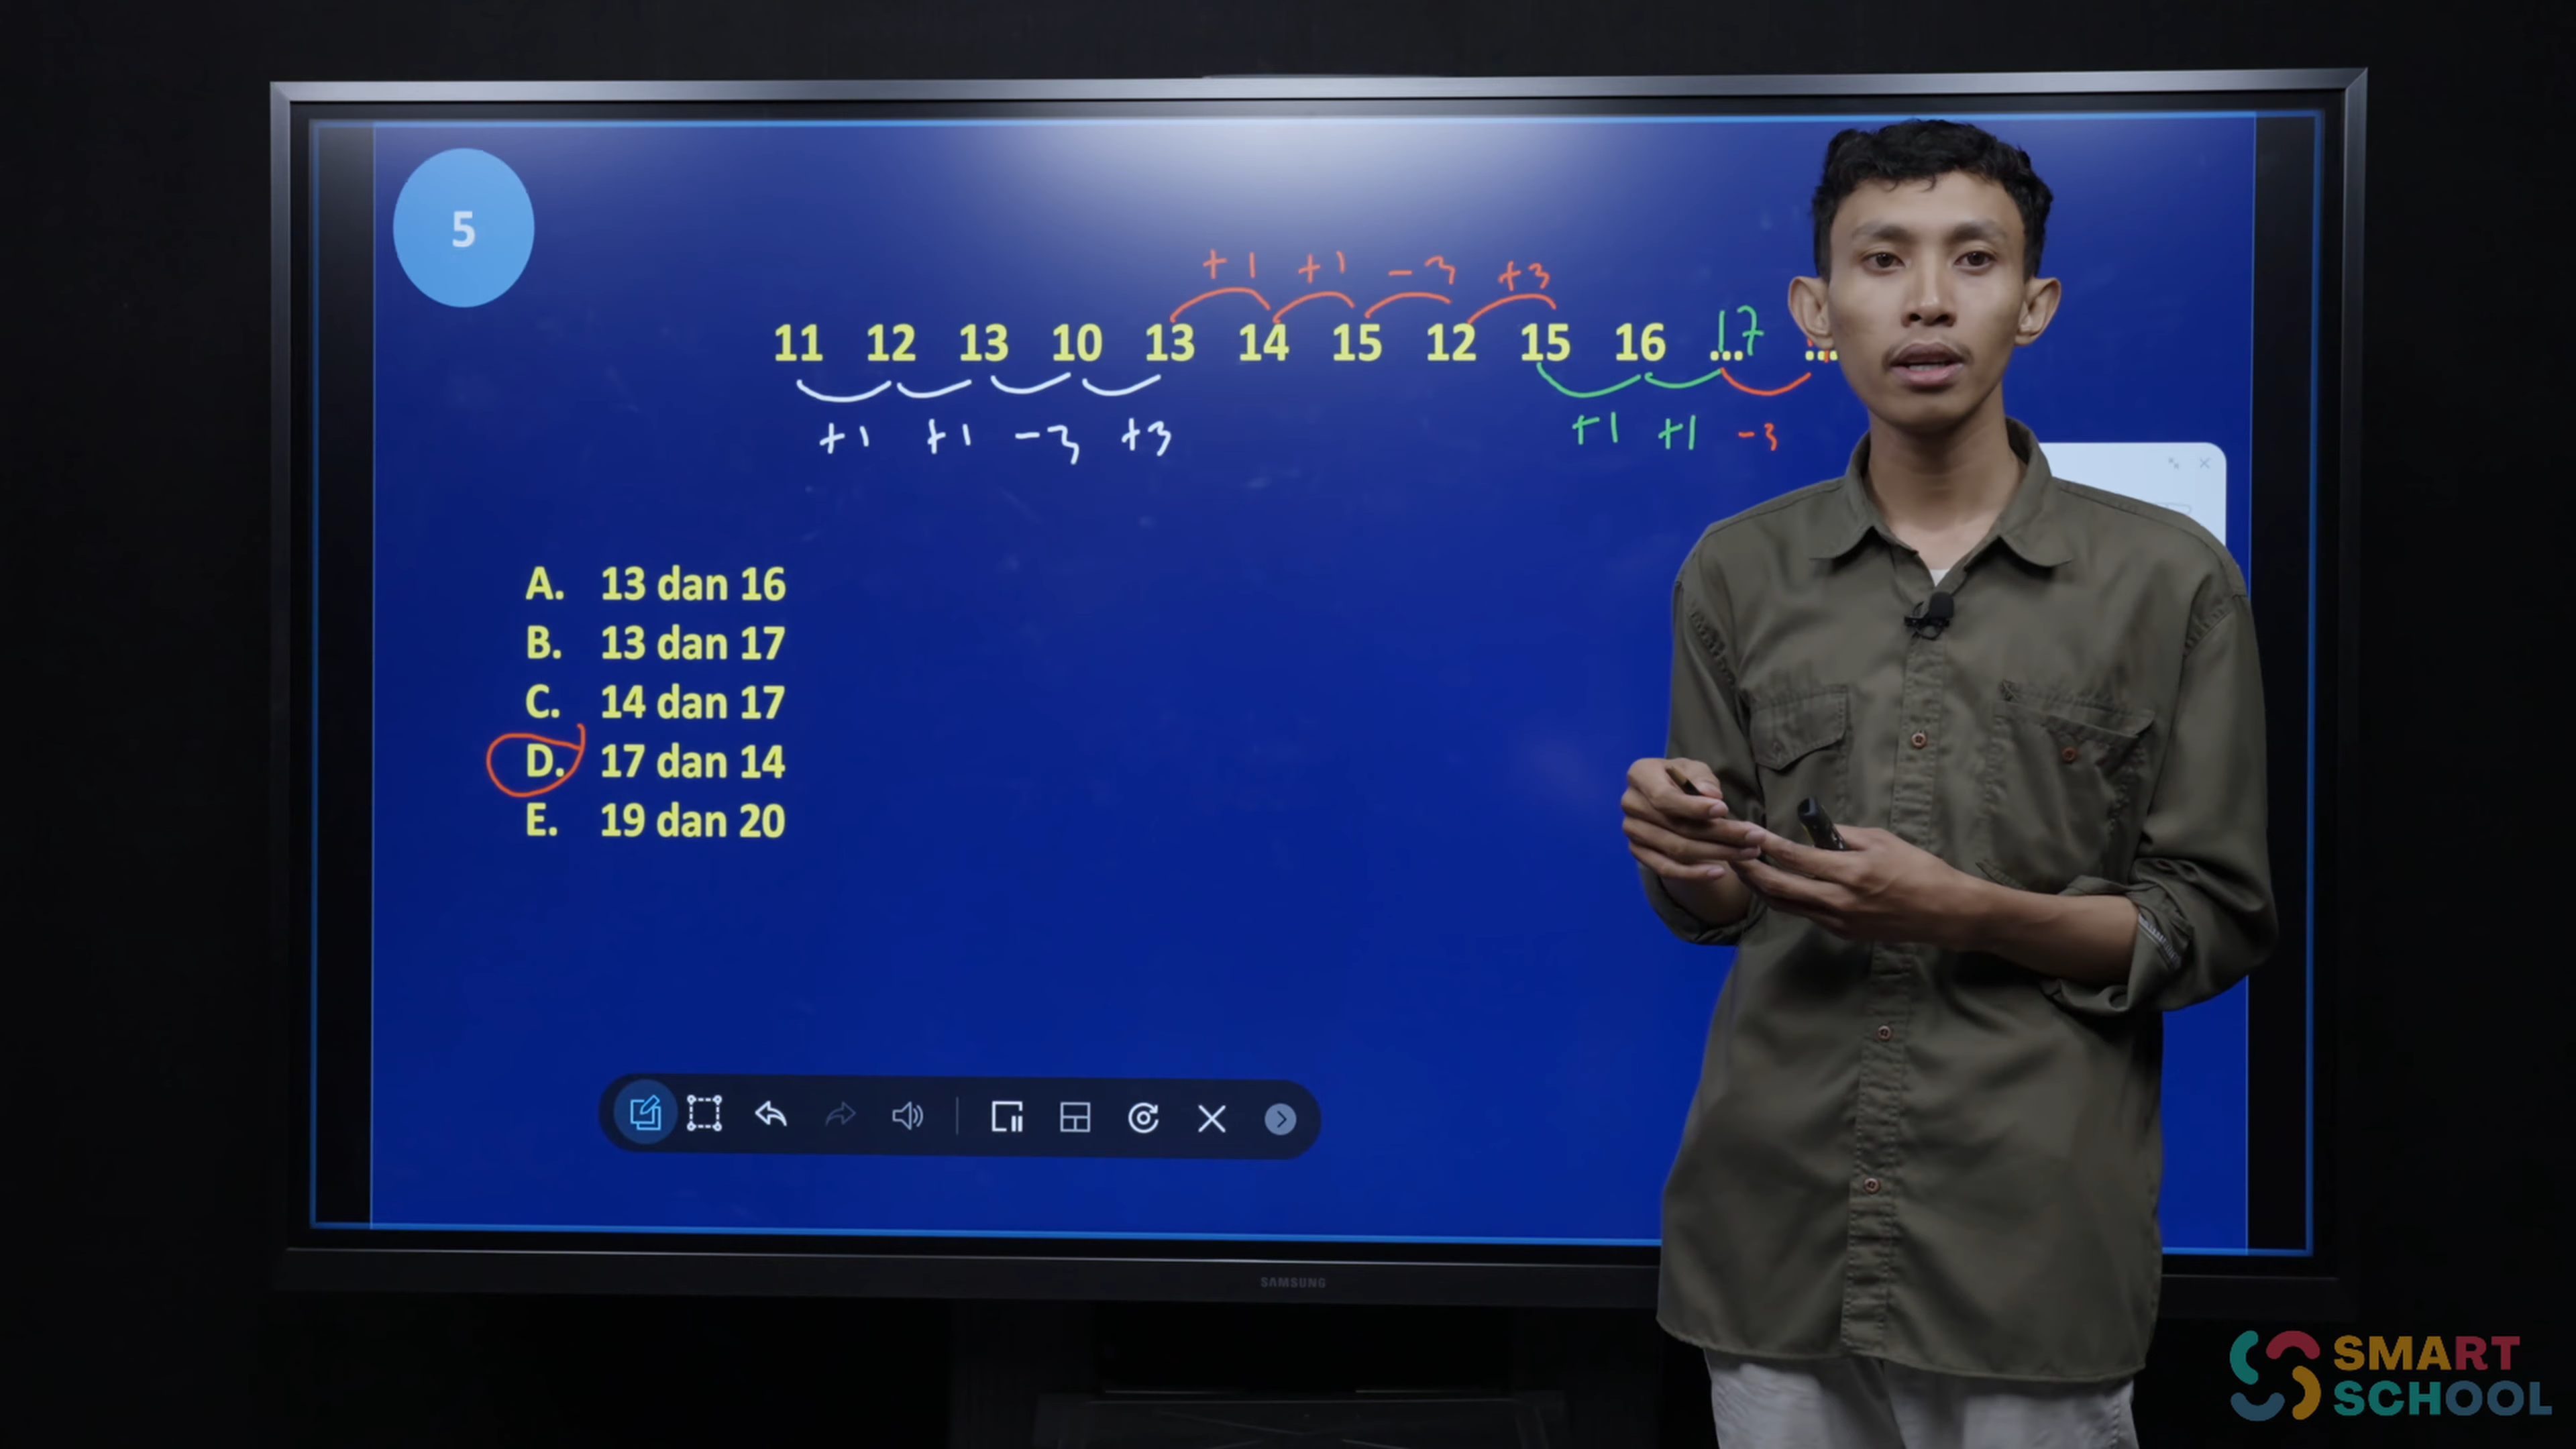 5
+1 +1 -3 +3
11 12 13 10 13 14 15 12 15 16 ... 17
+1 +1 -3 +3 +1 +1 -3
A. 13 dan 16
B. 13 dan 17
C. 14 dan 17
D. 17 dan 14
E. 19 dan 20
SAMSUNG
SMART
SCHOOL